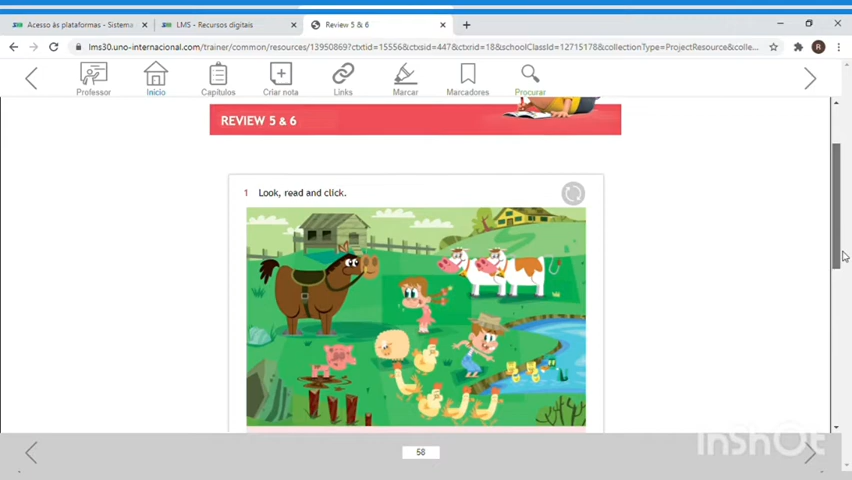 Acesso às plataformas - Sistema
LMS - Recursos digitais
Review 5 & 6
lms30.uno-internacional.com/trainer/common/resources/13950869?ctxtid=15556&ctxsid=447&ctxrid=18&schoolClassId=12715178&collectionType=ProjectResource&colle...
R
Professor
Início
Capítulos
Criar nota
Links
Marcar
Marcadores
Procurar
REVIEW 5 & 6
1 Look, read and click.
58
InShOt